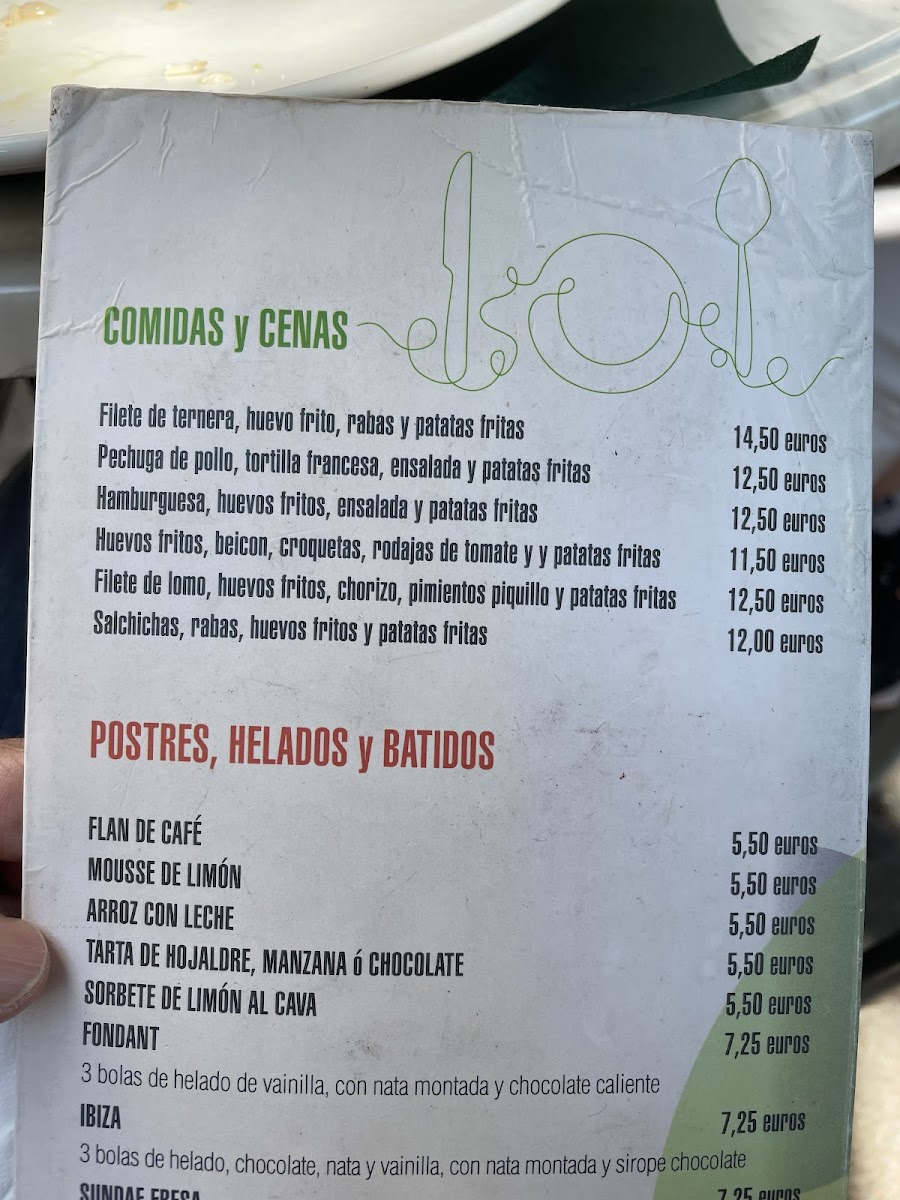 COMIDAS y CENAS
Filete de ternera, huevo frito, rabas y patatas fritas 14,50 euros
Pechuga de pollo, tortilla francesa, ensalada y patatas fritas 12,50 euros
Hamburguesa, huevos fritos, ensalada y patatas fritas 12,50 euros
Huevos fritos, beicon, croquetas, rodajas de tomate y y patatas fritas 11,50 euros
Filete de lomo, huevos fritos, chorizo, pimientos piquillo y patatas fritas 12,50 euros
Salchichas, rabas, huevos fritos y patatas fritas 12,00 euros
POSTRES, HELADOS y BATIDOS
FLAN DE CAFÉ 5,50 euros
MOUSSE DE LIMÓN 5,50 euros
ARROZ CON LECHE 5,50 euros
TARTA DE HOJALDRE, MANZANA ó CHOCOLATE 5,50 euros
SORBETE DE LIMÓN AL CAVA 5,50 euros
FONDANT 7,25 euros
3 bolas de helado de vainilla, con nata montada y chocolate caliente
IBIZA 7,25 euros
3 bolas de helado, chocolate, nata y vainilla, con nata montada y sirope chocolate
SUNDAE FRESA 7,25 euros